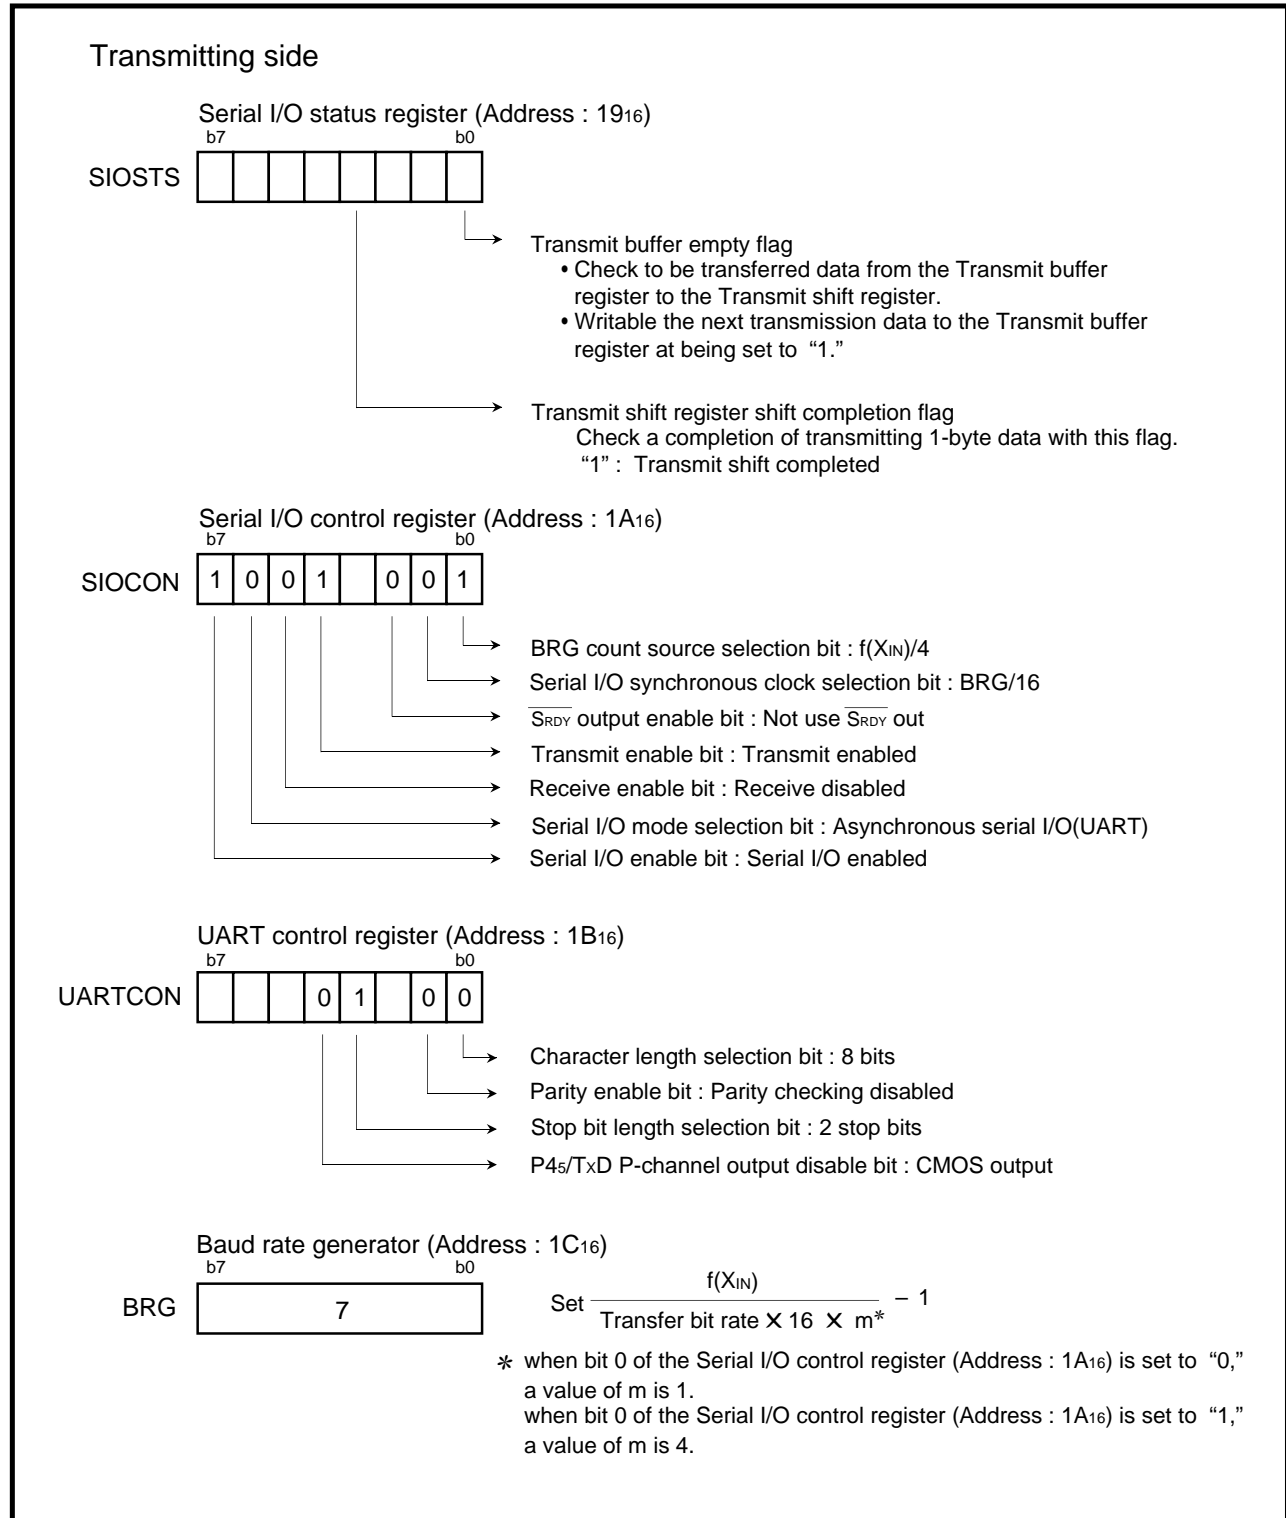 Transmitting side
Serial I/O status register (Address : 19₁₆)
b7 b0
SIOSTS
Transmit buffer empty flag
• Check to be transferred data from the Transmit buffer
register to the Transmit shift register.
• Writable the next transmission data to the Transmit buffer
register at being set to “1.”
Transmit shift register shift completion flag
Check a completion of transmitting 1-byte data with this flag.
“1” : Transmit shift completed
Serial I/O control register (Address : 1A₁₆)
b7 b0
SIOCON 1 0 0 1 0 0 1
BRG count source selection bit : f(XIN)/4
Serial I/O synchronous clock selection bit : BRG/16
S̅R̅D̅Y̅ output enable bit : Not use S̅R̅D̅Y̅ out
Transmit enable bit : Transmit enabled
Receive enable bit : Receive disabled
Serial I/O mode selection bit : Asynchronous serial I/O(UART)
Serial I/O enable bit : Serial I/O enabled
UART control register (Address : 1B₁₆)
b7 b0
UARTCON 0 1 0 0
Character length selection bit : 8 bits
Parity enable bit : Parity checking disabled
Stop bit length selection bit : 2 stop bits
P4₅/TxD P-channel output disable bit : CMOS output
Baud rate generator (Address : 1C₁₆)
b7 b0
BRG 7
Set f(XIN) / Transfer bit rate × 16 × m* – 1
* when bit 0 of the Serial I/O control register (Address : 1A₁₆) is set to “0,”
a value of m is 1.
when bit 0 of the Serial I/O control register (Address : 1A₁₆) is set to “1,”
a value of m is 4.